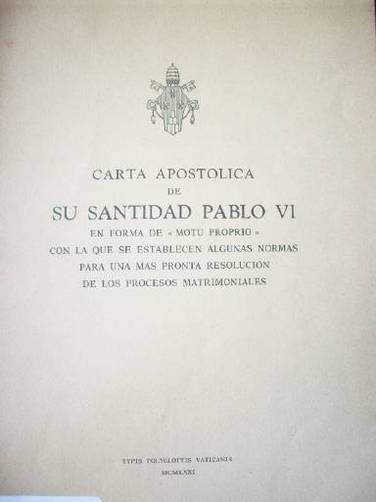 CARTA APOSTOLICA
DE
SU SANTIDAD PABLO VI
EN FORMA DE « MOTU PROPRIO »
CON LA QUE SE ESTABLECEN ALGUNAS NORMAS
PARA UNA MAS PRONTA RESOLUCIÓN
DE LOS PROCESOS MATRIMONIALES
TYPIS POLYGLOTTIS VATICANIS
MCMLXXI